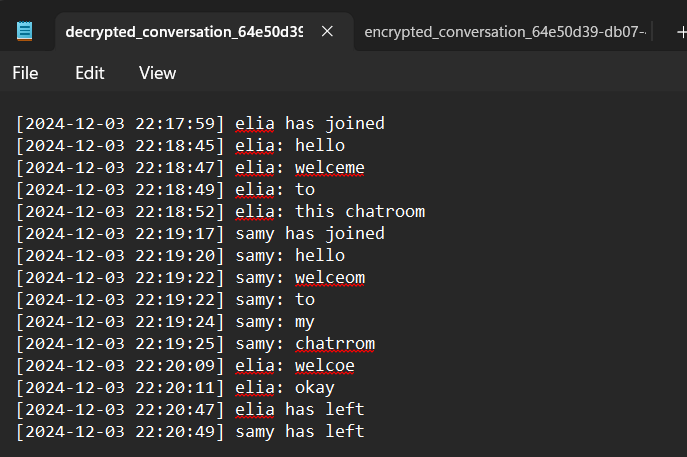 decrypted_conversation_64e50d39
encrypted_conversation_64e50d39-db07-
File Edit View
[2024-12-03 22:17:59] elia has joined
[2024-12-03 22:18:45] elia: hello
[2024-12-03 22:18:47] elia: welceme
[2024-12-03 22:18:49] elia: to
[2024-12-03 22:18:52] elia: this chatroom
[2024-12-03 22:19:17] samy has joined
[2024-12-03 22:19:20] samy: hello
[2024-12-03 22:19:22] samy: welceom
[2024-12-03 22:19:22] samy: to
[2024-12-03 22:19:24] samy: my
[2024-12-03 22:19:25] samy: chatrrom
[2024-12-03 22:20:09] elia: welcoe
[2024-12-03 22:20:11] elia: okay
[2024-12-03 22:20:47] elia has left
[2024-12-03 22:20:49] samy has left